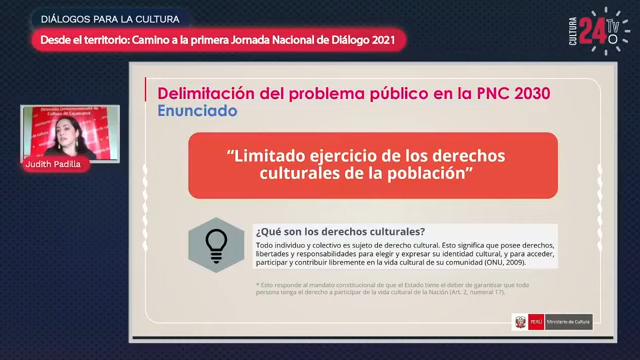 DIÁLOGOS PARA LA CULTURA
Desde el territorio: Camino a la primera Jornada Nacional de Diálogo 2021
CULTURA
24
TV
Delimitación del problema público en la PNC 2030
Enunciado
Judith Padilla
“Limitado ejercicio de los derechos
culturales de la población”
¿Qué son los derechos culturales?
Todo individuo y colectivo es sujeto de derecho cultural. Esto significa que posee derechos,
libertades y responsabilidades para elegir y expresar su identidad cultural, y para acceder,
participar y contribuir libremente en la vida cultural de su comunidad (ONU, 2009).
* Esto responde al mandato constitucional de que el Estado tiene el deber de garantizar que toda
persona tenga el derecho a participar de la vida cultural de la Nación (Art. 2, numeral 17).
PERÚ
Ministerio de Cultura